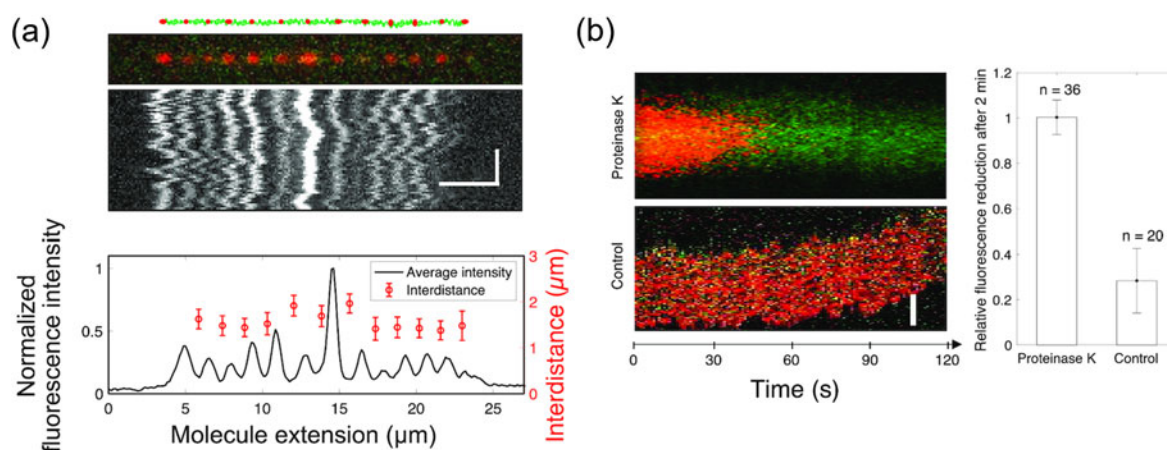 (a)
Normalized
fluorescence intensity
1
0.5
0
Average intensity
Interdistance
3
2
1
0
Interdistance (µm)
0 5 10 15 20 25
Molecule extension (µm)
(b)
Proteinase K
Control
0 30 60 90 120
Time (s)
Relative fluorescence reduction after 2 min
1.2
1
0.8
0.6
0.4
0.2
0
n = 36
n = 20
Proteinase K Control